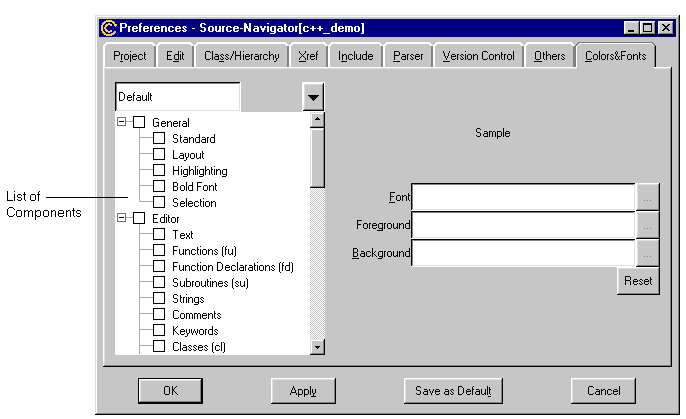 Preferences - Source-Navigator[c++_demo]
Project Edit Class/Hierarchy Xref Include Parser Version Control Others Colors&Fonts
Default
General
Standard
Layout
Highlighting
Bold Font
Selection
Editor
Text
Functions (fu)
Function Declarations (fd)
Subroutines (su)
Strings
Comments
Keywords
Classes (cl)
List of
Components
Sample
Font ...
Foreground ...
Background ...
Reset
OK Apply Save as Default Cancel